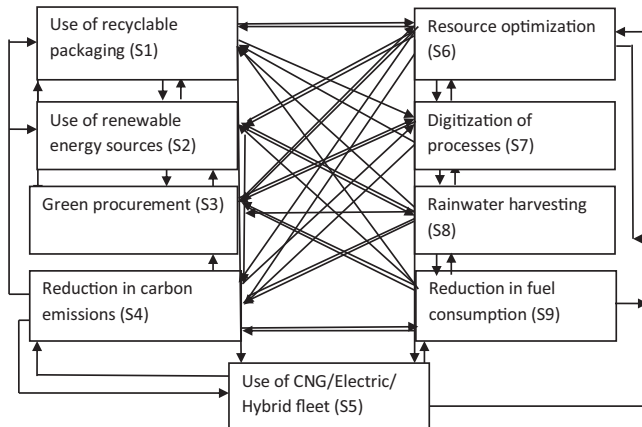 Use of recyclable
packaging (S1)
Resource optimization
(S6)
Use of renewable
energy sources (S2)
Digitization of
processes (S7)
Green procurement (S3)
Rainwater harvesting
(S8)
Reduction in carbon
emissions (S4)
Reduction in fuel
consumption (S9)
Use of CNG/Electric/
Hybrid fleet (S5)